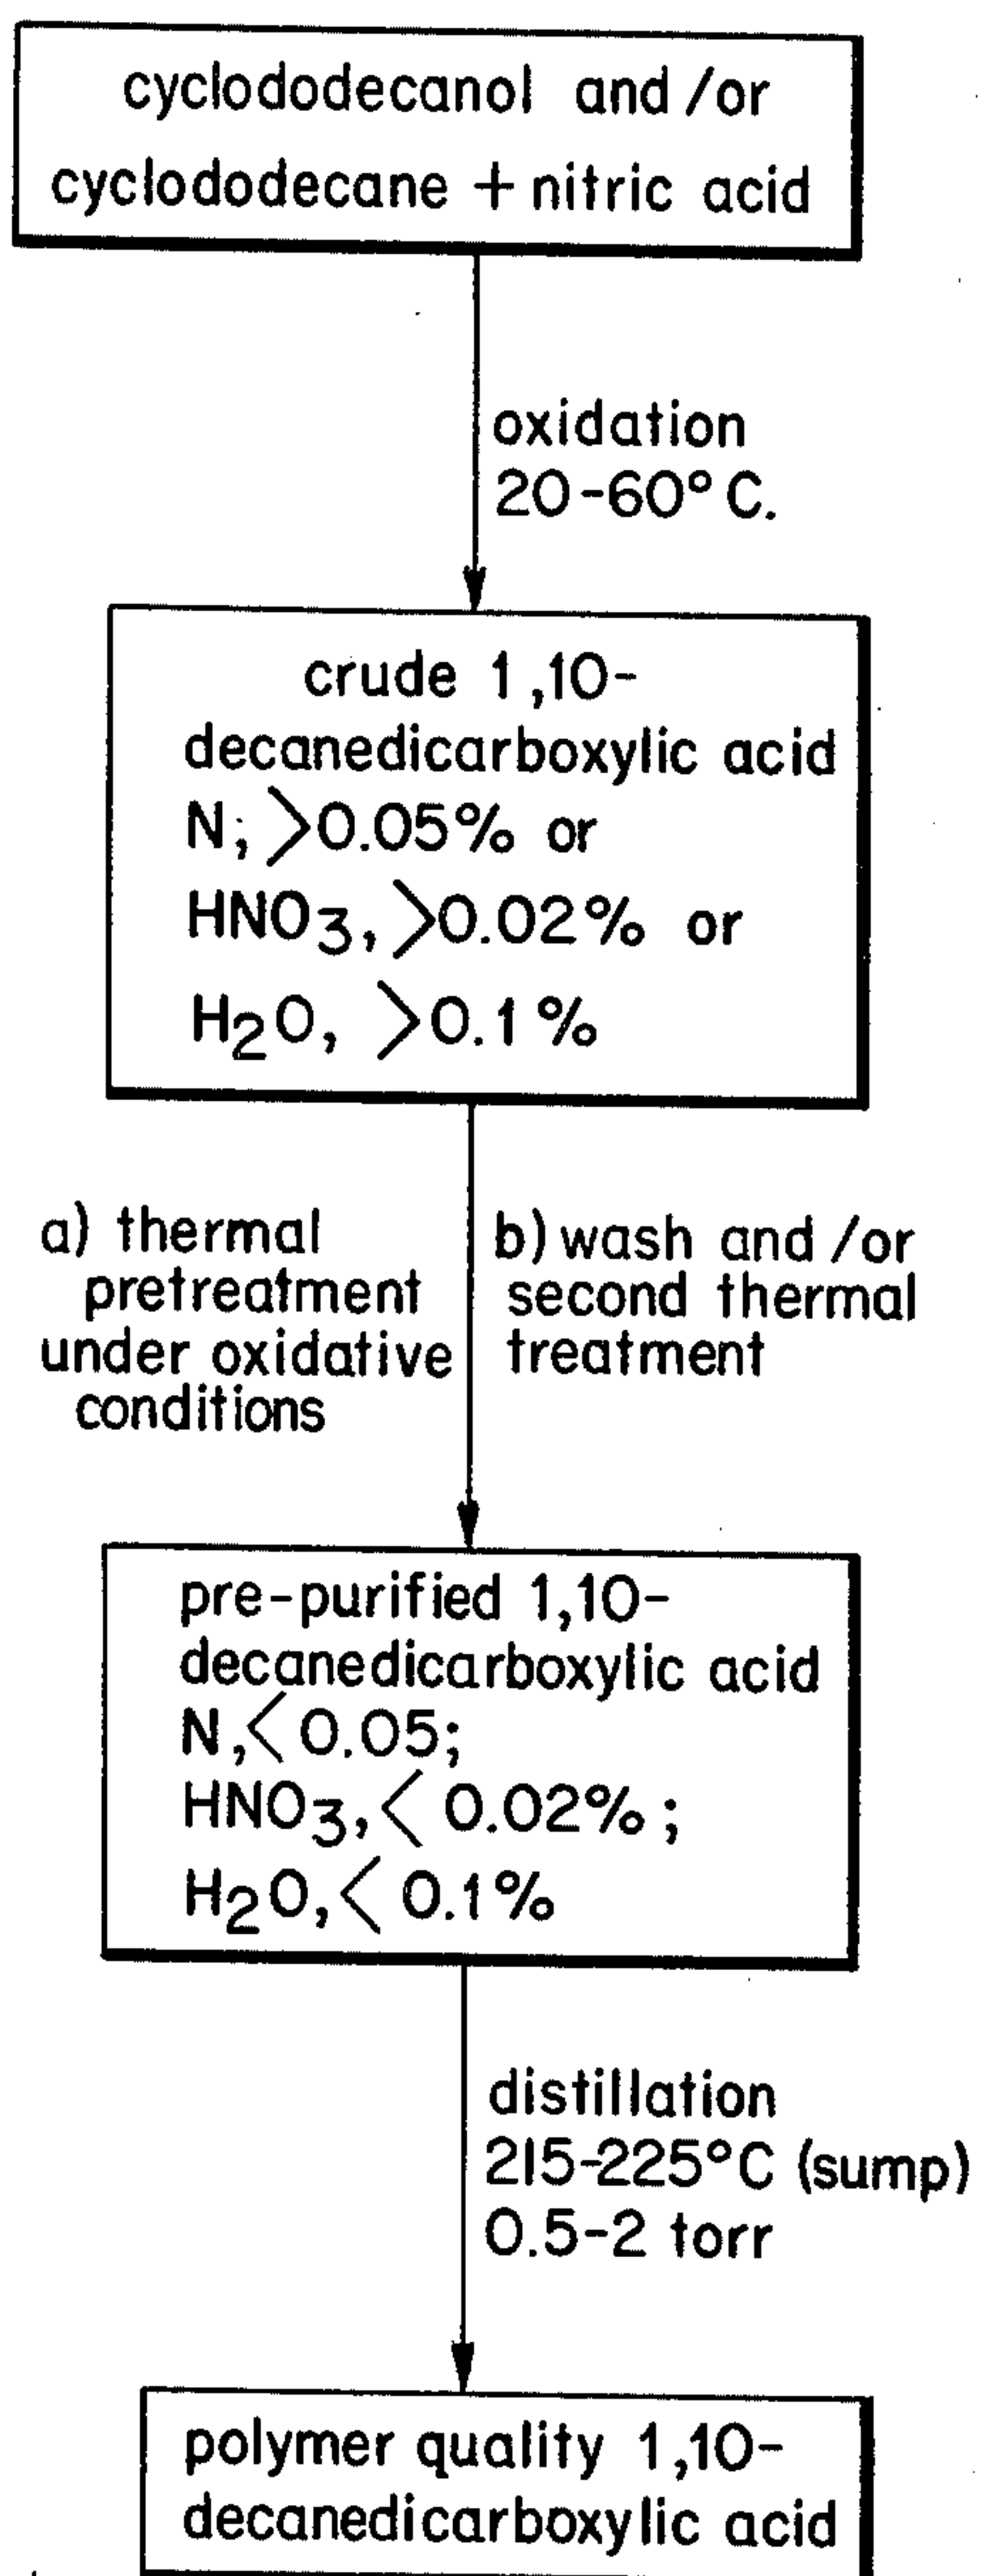 cyclododecanol and/or
cyclododecane + nitric acid
oxidation
20-60°C.
crude 1,10-
decanedicarboxylic acid
N; >0.05% or
HNO3, >0.02% or
H2O, >0.1%
a) thermal
pretreatment
under oxidative
conditions
b) wash and/or
second thermal
treatment
pre-purified 1,10-
decanedicarboxylic acid
N,< 0.05;
HNO3,< 0.02%;
H2O,< 0.1%
distillation
215-225°C (sump)
0.5-2 torr
polymer quality 1,10-
decanedicarboxylic acid